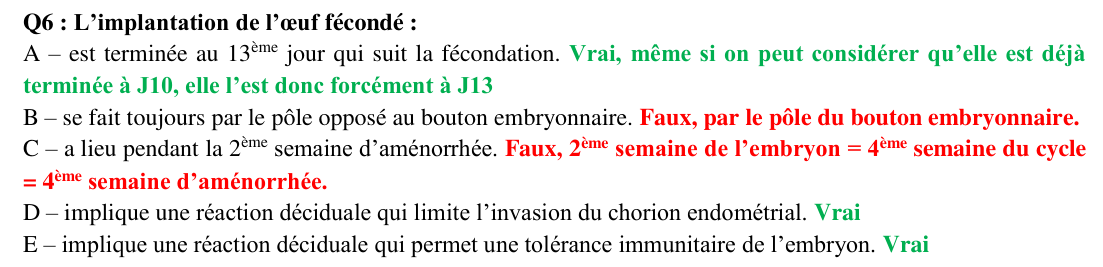 Q6 : L’implantation de l’œuf fécondé :
A – est terminée au 13ème jour qui suit la fécondation. Vrai, même si on peut considérer qu’elle est déjà
terminée à J10, elle l’est donc forcément à J13
B – se fait toujours par le pôle opposé au bouton embryonnaire. Faux, par le pôle du bouton embryonnaire.
C – a lieu pendant la 2ème semaine d’aménorrhée. Faux, 2ème semaine de l’embryon = 4ème semaine du cycle
= 4ème semaine d’aménorrhée.
D – implique une réaction déciduale qui limite l’invasion du chorion endométrial. Vrai
E – implique une réaction déciduale qui permet une tolérance immunitaire de l’embryon. Vrai